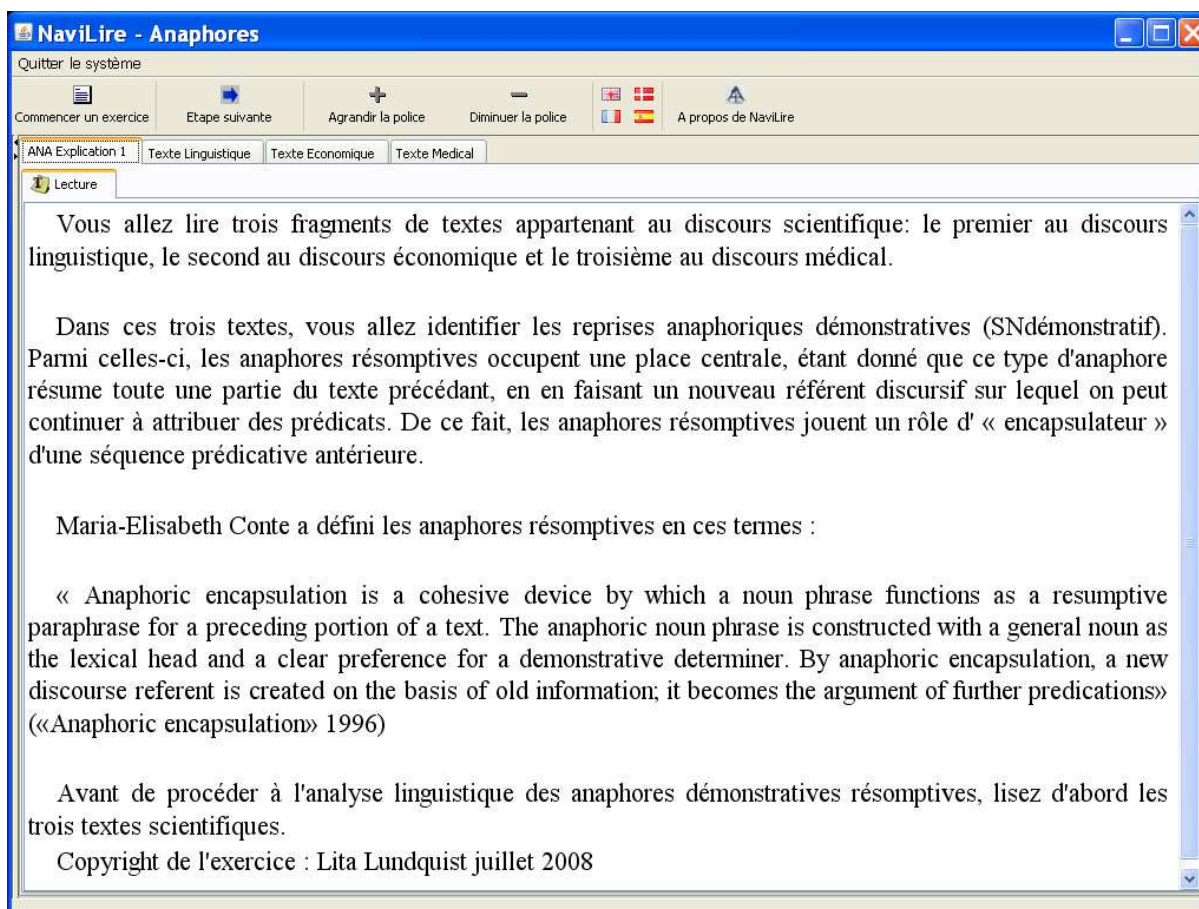 NaviLire - Anaphores
Quitter le système
Commencer un exercice Etape suivante Agrandir la police Diminuer la police A propos de NaviLire
ANA Explication 1 Texte Linguistique Texte Economique Texte Medical
Lecture
Vous allez lire trois fragments de textes appartenant au discours scientifique: le premier au discours
linguistique, le second au discours économique et le troisième au discours médical.
Dans ces trois textes, vous allez identifier les reprises anaphoriques démonstratives (SNdémonstratif).
Parmi celles-ci, les anaphores résomptives occupent une place centrale, étant donné que ce type d'anaphore
résume toute une partie du texte précédant, en en faisant un nouveau référent discursif sur lequel on peut
continuer à attribuer des prédicats. De ce fait, les anaphores résomptives jouent un rôle d' « encapsulateur »
d'une séquence prédicative antérieure.
Maria-Elisabeth Conte a défini les anaphores résomptives en ces termes :
« Anaphoric encapsulation is a cohesive device by which a noun phrase functions as a resumptive
paraphrase for a preceding portion of a text. The anaphoric noun phrase is constructed with a general noun as
the lexical head and a clear preference for a demonstrative determiner. By anaphoric encapsulation, a new
discourse referent is created on the basis of old information; it becomes the argument of further predications»
(«Anaphoric encapsulation» 1996)
Avant de procéder à l'analyse linguistique des anaphores démonstratives résomptives, lisez d'abord les
trois textes scientifiques.
Copyright de l'exercice : Lita Lundquist juillet 2008